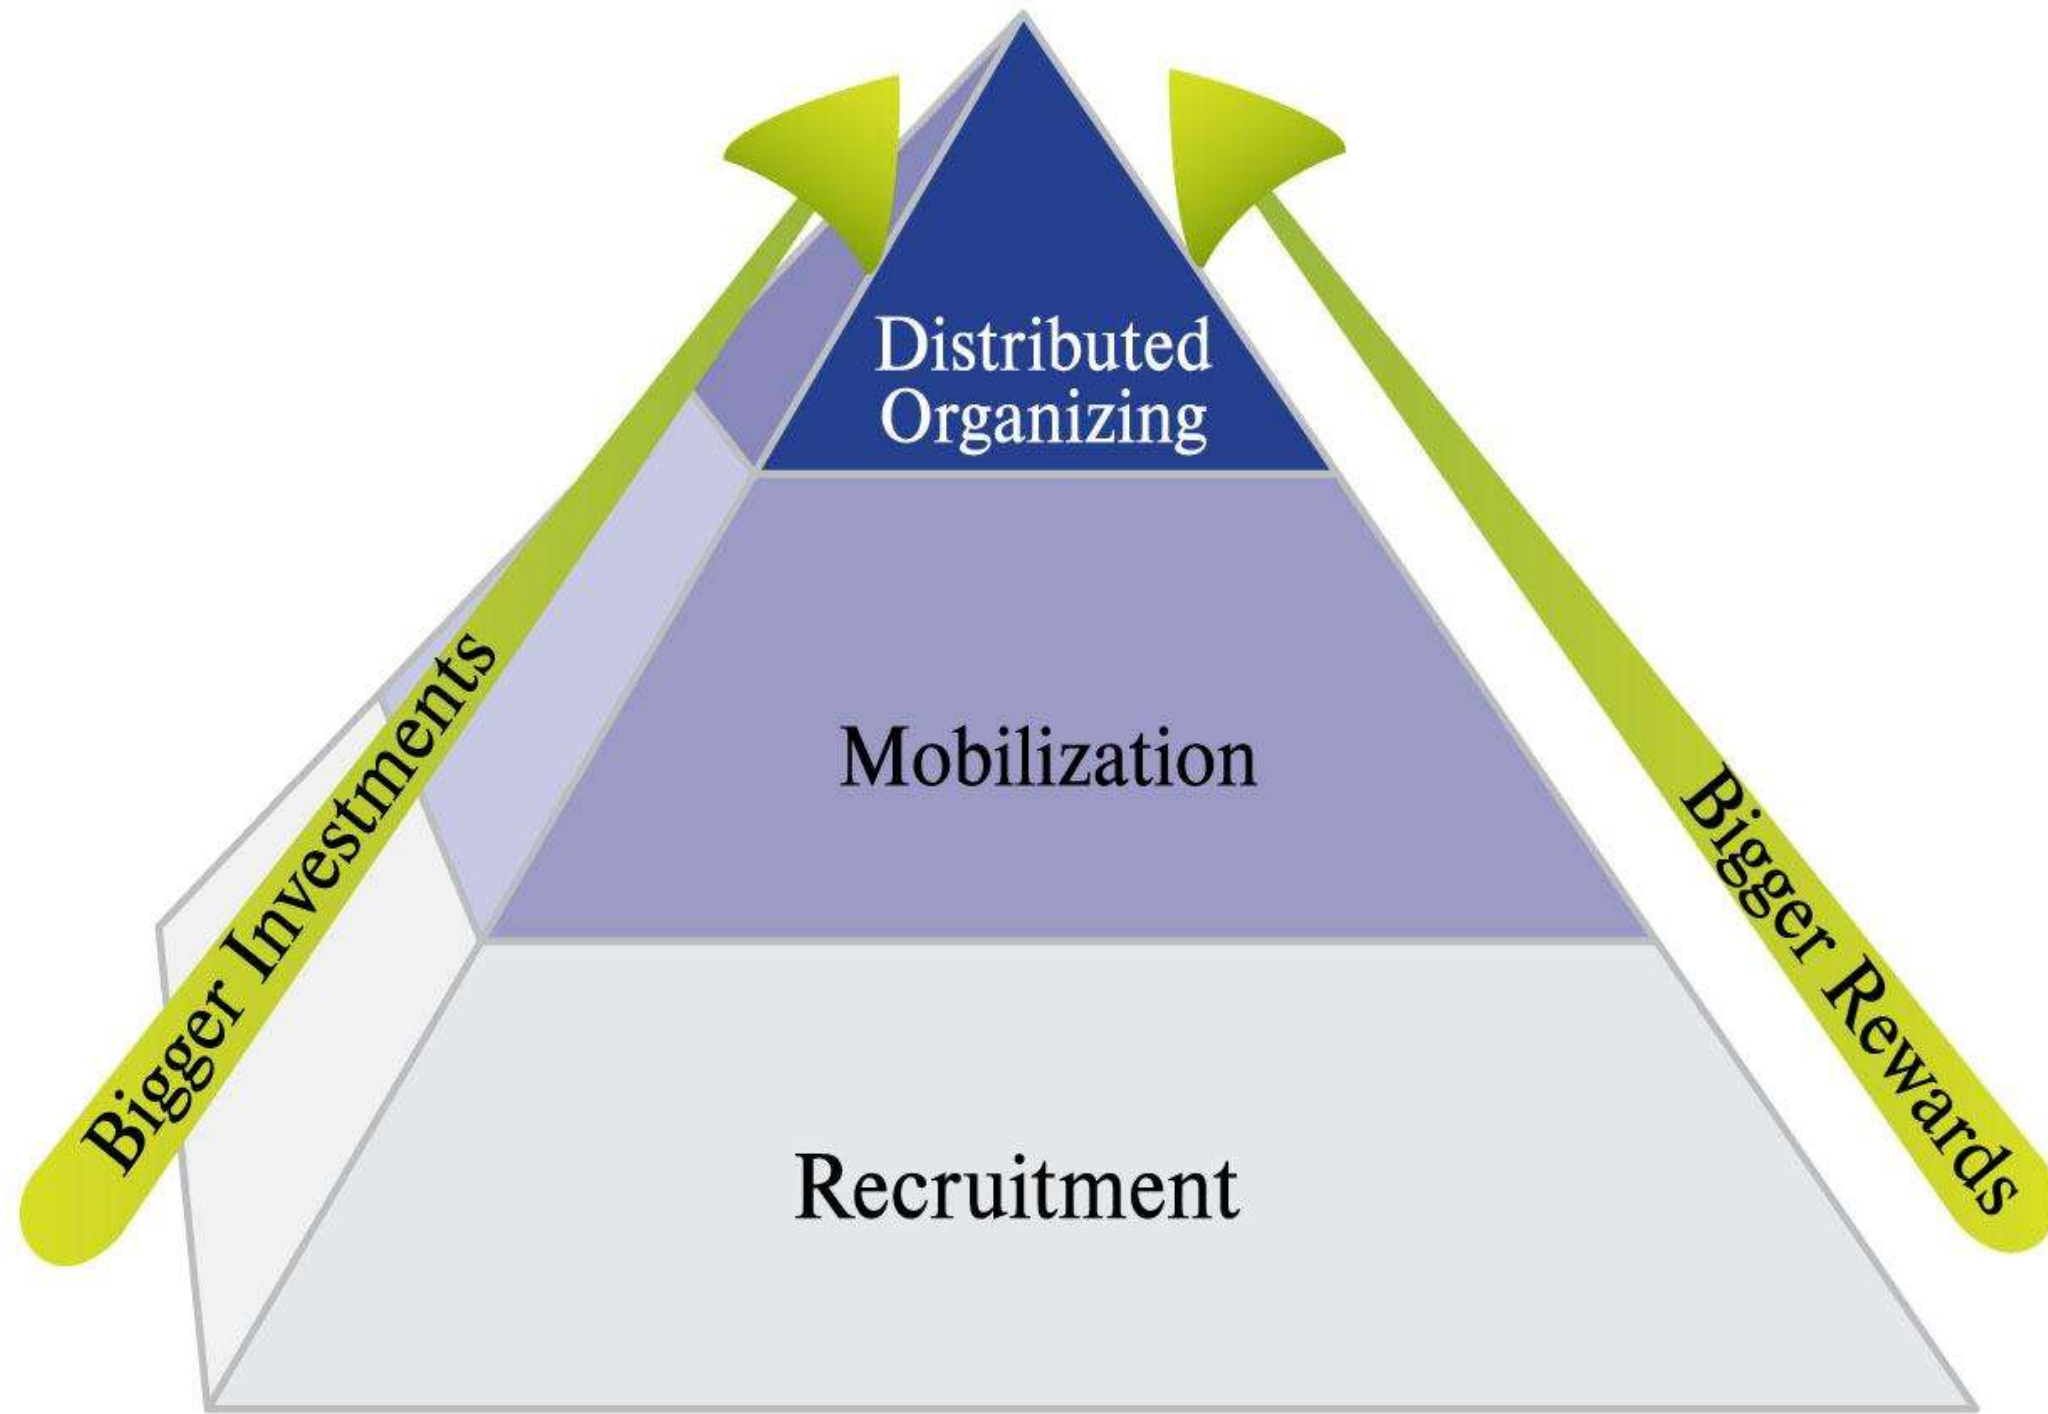 Distributed
Organizing
Mobilization
Bigger Investments
Bigger Rewards
Recruitment